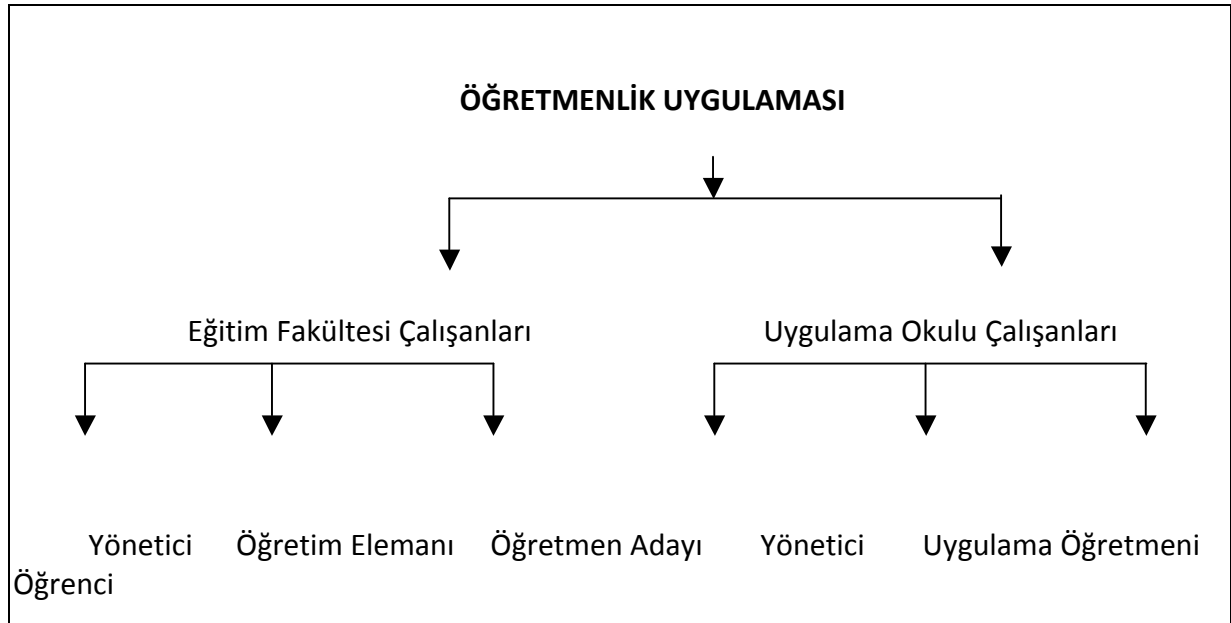 ÖĞRETMENLİK UYGULAMASI
Eğitim Fakültesi Çalışanları Uygulama Okulu Çalışanları
Yönetici Öğretim Elemanı Öğretmen Adayı Yönetici Uygulama Öğretmeni
Öğrenci